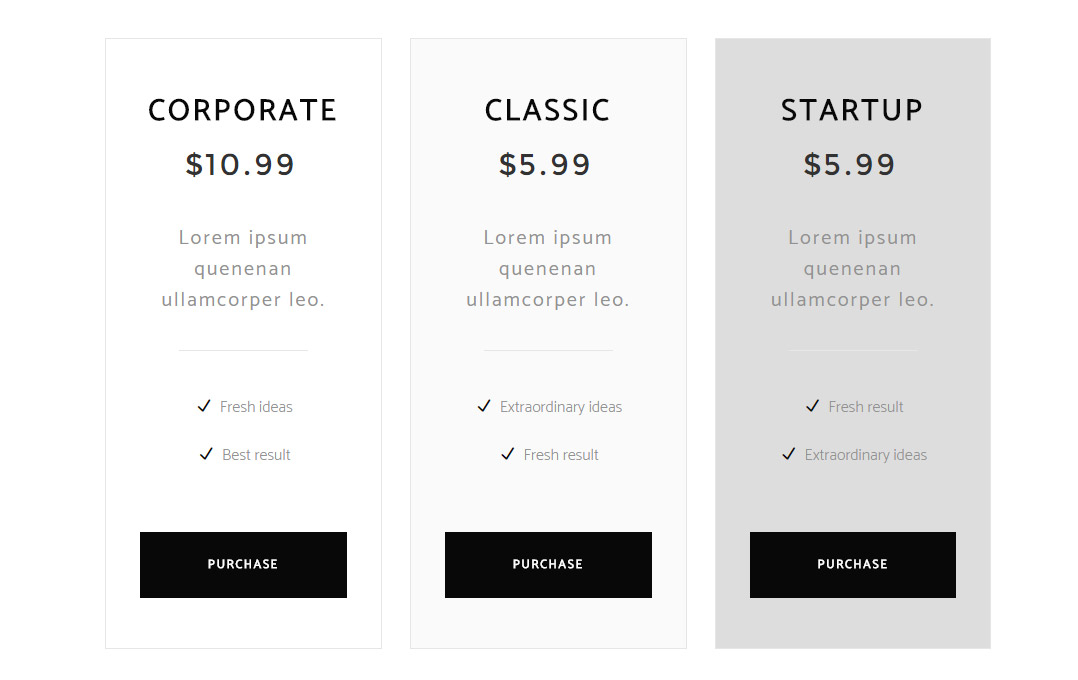 CORPORATE
$10.99
Lorem ipsum
quenenan
ullamcorper leo.
Fresh ideas
Best result
PURCHASE
CLASSIC
$5.99
Lorem ipsum
quenenan
ullamcorper leo.
Extraordinary ideas
Fresh result
PURCHASE
STARTUP
$5.99
Lorem ipsum
quenenan
ullamcorper leo.
Fresh result
Extraordinary ideas
PURCHASE